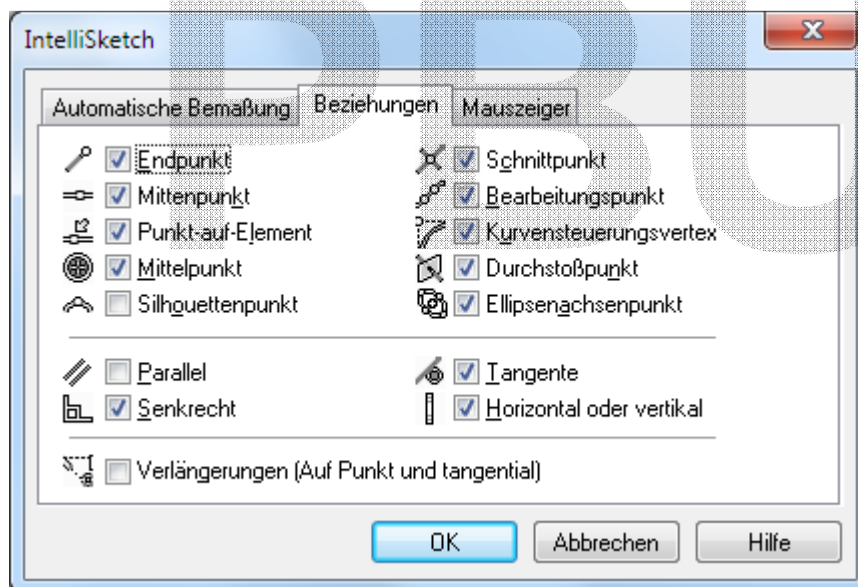 IntelliSketch
Automatische Bemaßung Beziehungen Mauszeiger
Endpunkt Schnittpunkt
Mittenpunkt Bearbeitungspunkt
Punkt-auf-Element Kurvensteuerungsvertex
Mittelpunkt Durchstoßpunkt
Silhouettenpunkt Ellipsenachsenpunkt
Parallel Tangente
Senkrecht Horizontal oder vertikal
Verlängerungen (Auf Punkt und tangential)
OK Abbrechen Hilfe